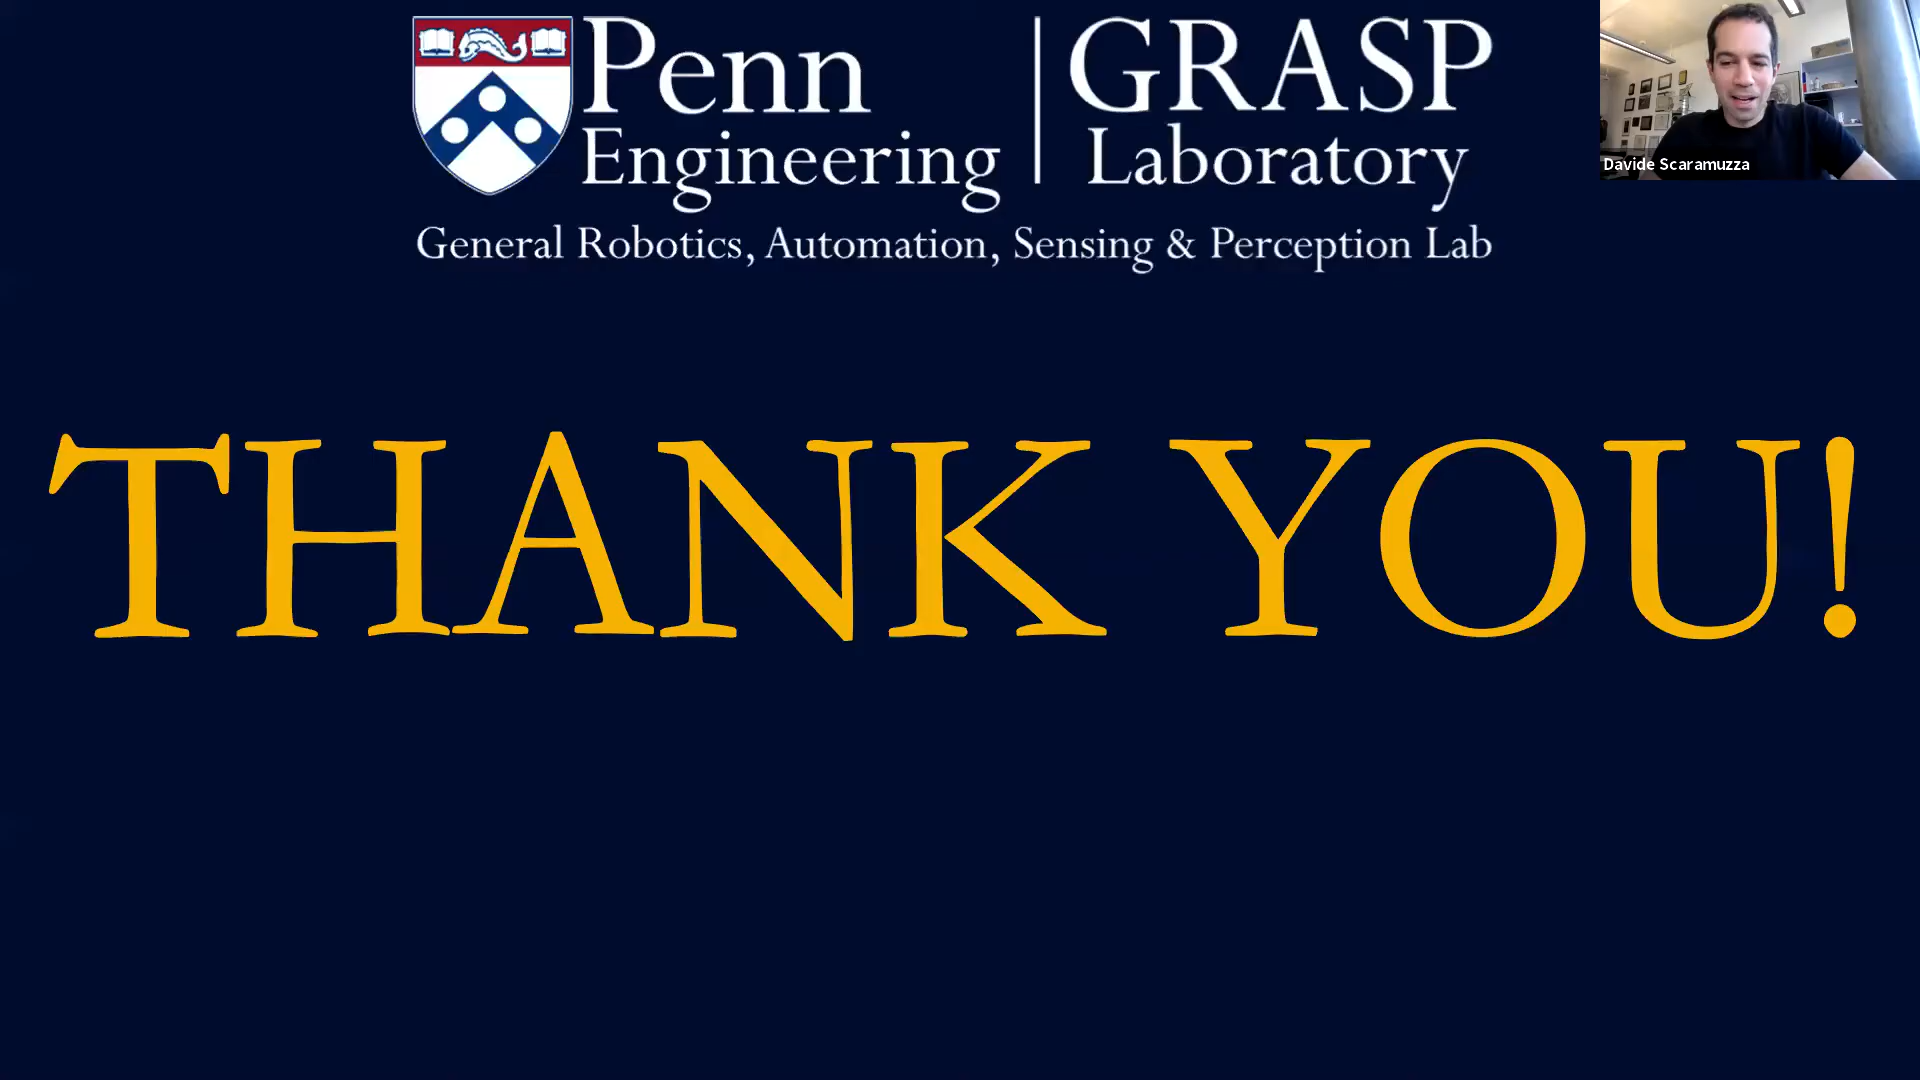 Penn
Engineering
GRASP
Laboratory
General Robotics, Automation, Sensing & Perception Lab
Davide Scaramuzza
THANK YOU!